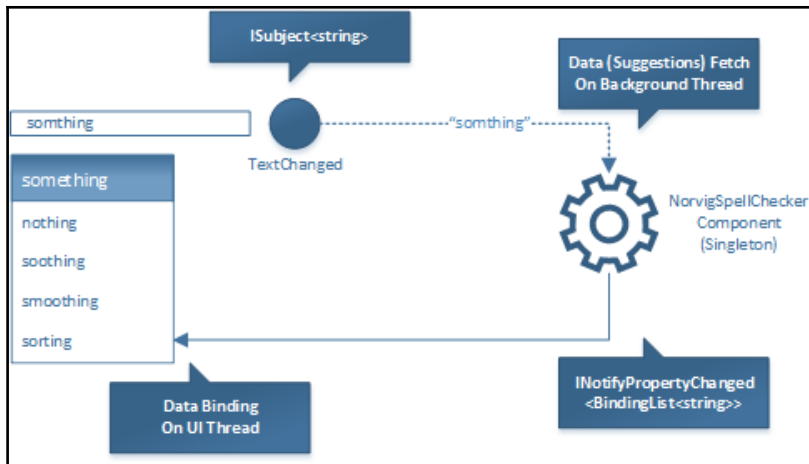 ISubject<string>
Data (Suggestions) Fetch
On Background Thread
somthing
"somthing"
TextChanged
something
nothing
soothing
smoothing
sorting
NorvigSpellChecker
Component
(Singleton)
Data Binding
On UI Thread
INotifyPropertyChanged
<BindingList<string>>